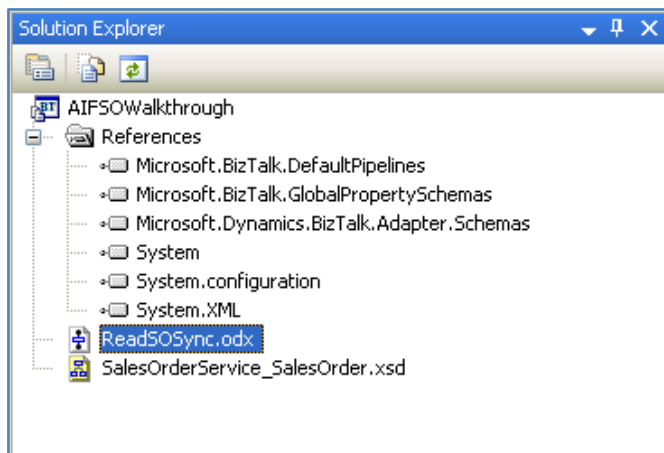 Solution Explorer
AIFSOWalkthrough
References
Microsoft.BizTalk.DefaultPipelines
Microsoft.BizTalk.GlobalPropertySchemas
Microsoft.Dynamics.BizTalk.Adapter.Schemas
System
System.configuration
System.XML
ReadSOSync.odx
SalesOrderService_SalesOrder.xsd